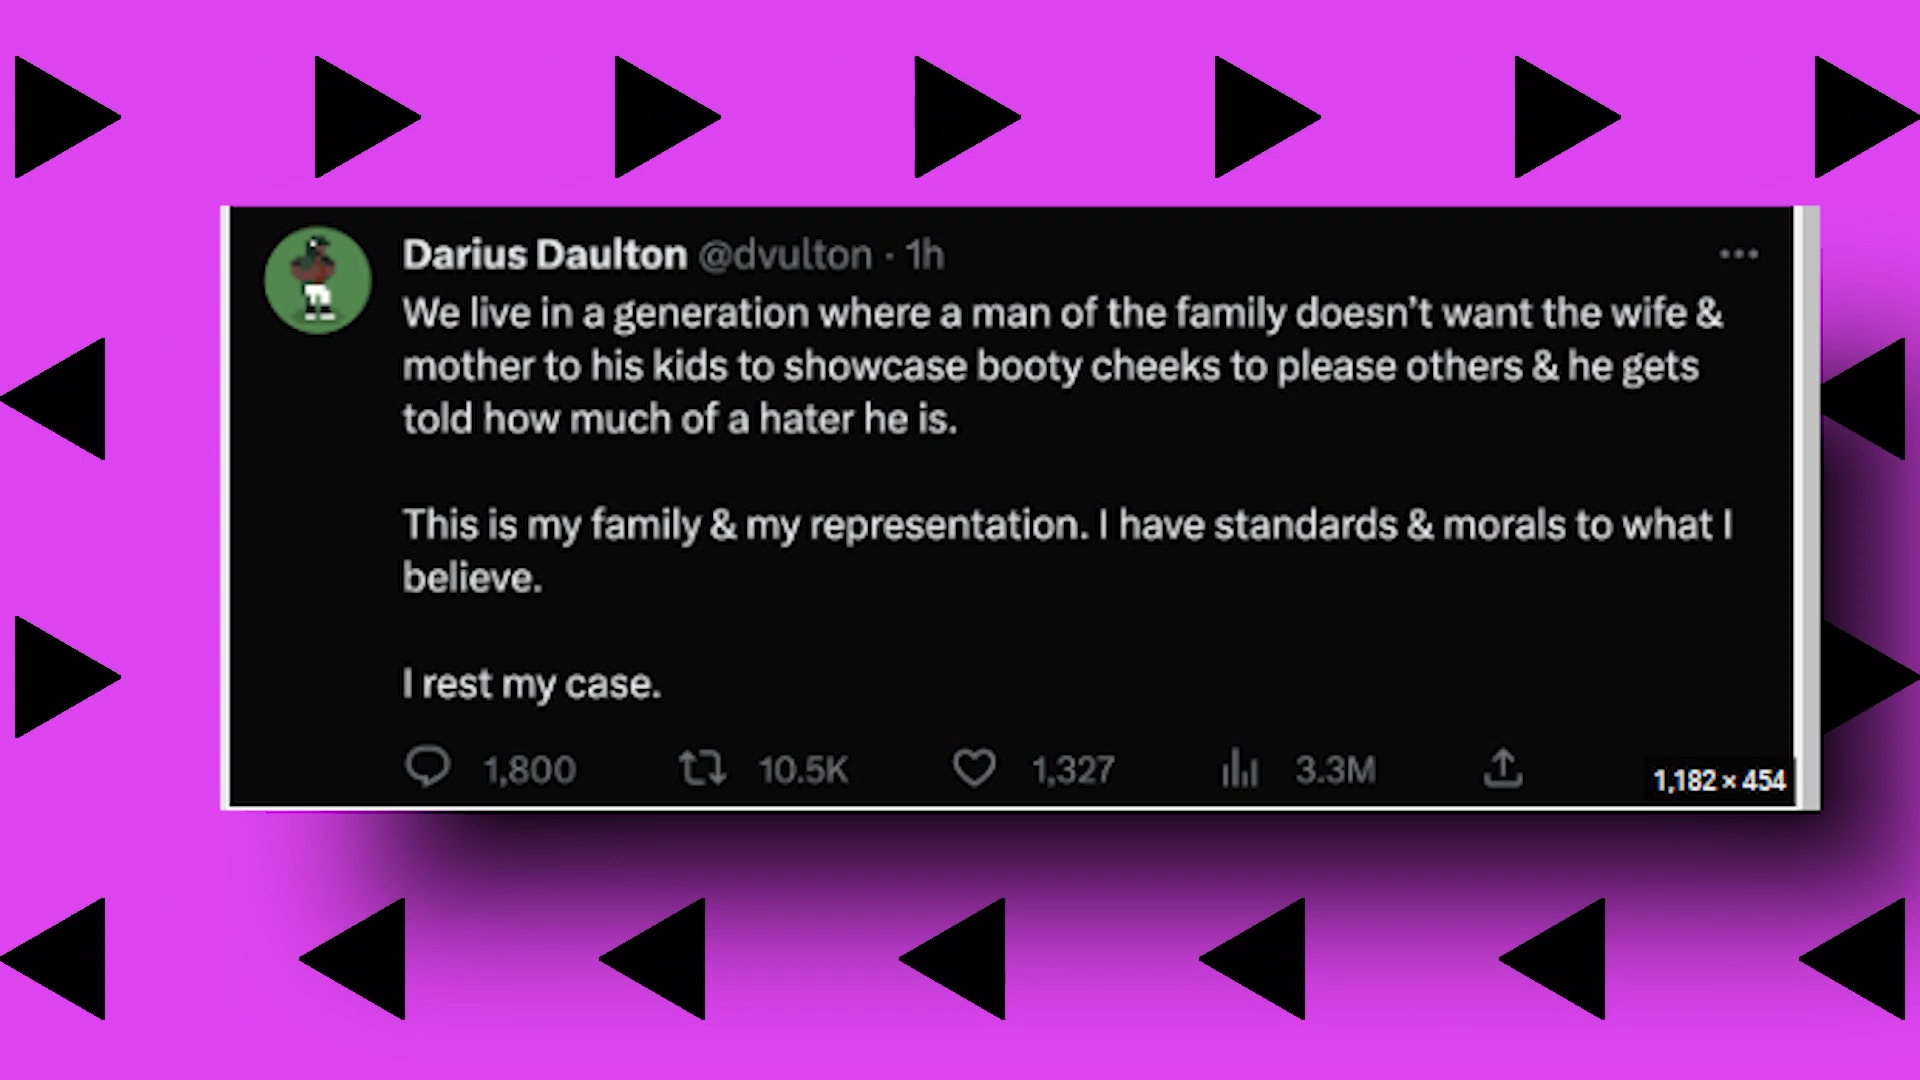 Darius Daulton @dvulton · 1h
We live in a generation where a man of the family doesn't want the wife &
mother to his kids to showcase booty cheeks to please others & he gets
told how much of a hater he is.
This is my family & my representation. I have standards & morals to what I
believe.
I rest my case.
1,800 10.5K 1,327 3.3M
1,182 × 454